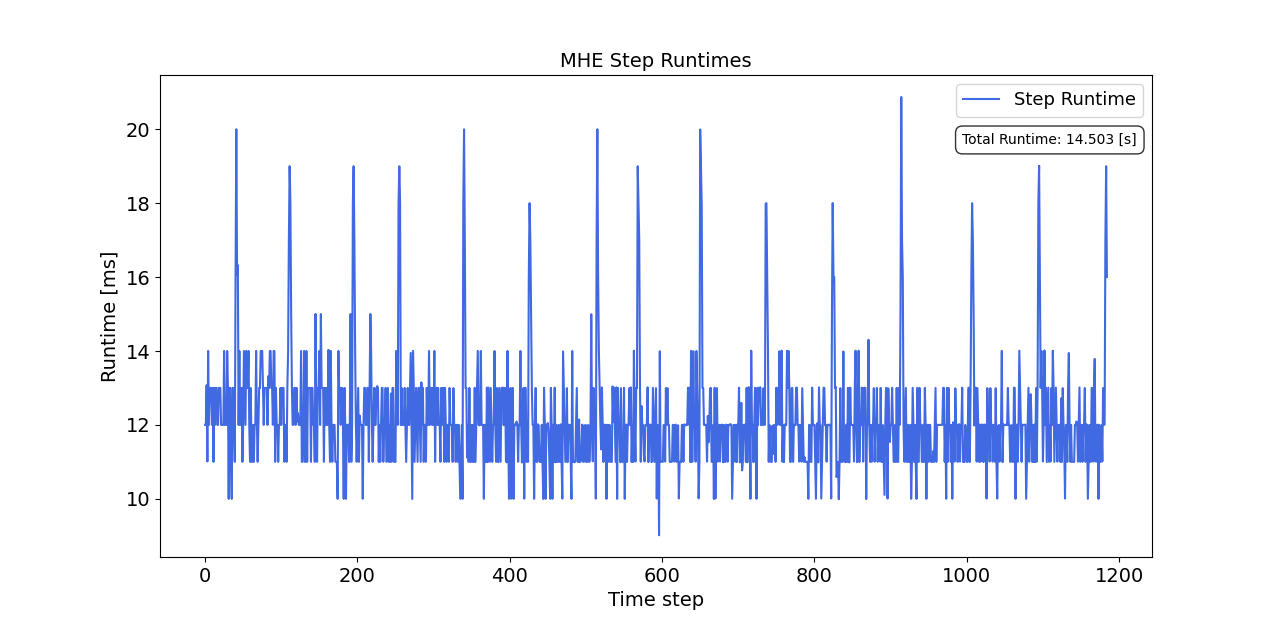 MHE Step Runtimes
Step Runtime
Total Runtime: 14.503 [s]
Runtime [ms]
20
18
16
14
12
10
0 200 400 600 800 1000 1200
Time step